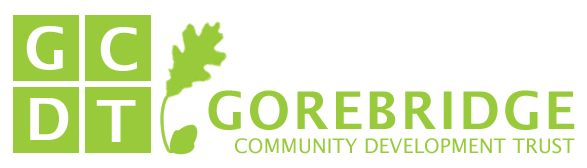 G C
D T
GOREBRIDGE
COMMUNITY DEVELOPMENT TRUST